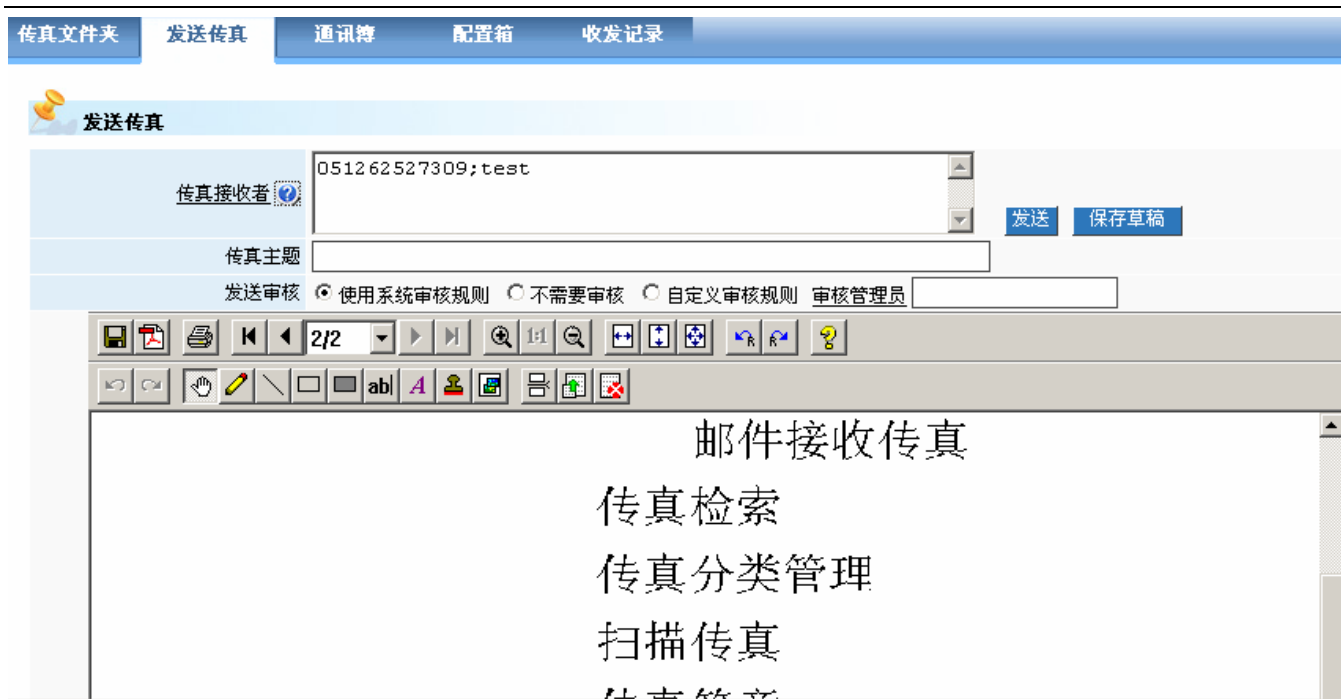 传真文件夹 发送传真 通讯簿 配置箱 收发记录
发送传真
传真接收者 051262527309;test
发送 保存草稿
传真主题
发送审核 使用系统审核规则 不需要审核 自定义审核规则 审核管理员
2/2 1:1 R R
abl A
邮件接收传真
传真检索
传真分类管理
扫描传真